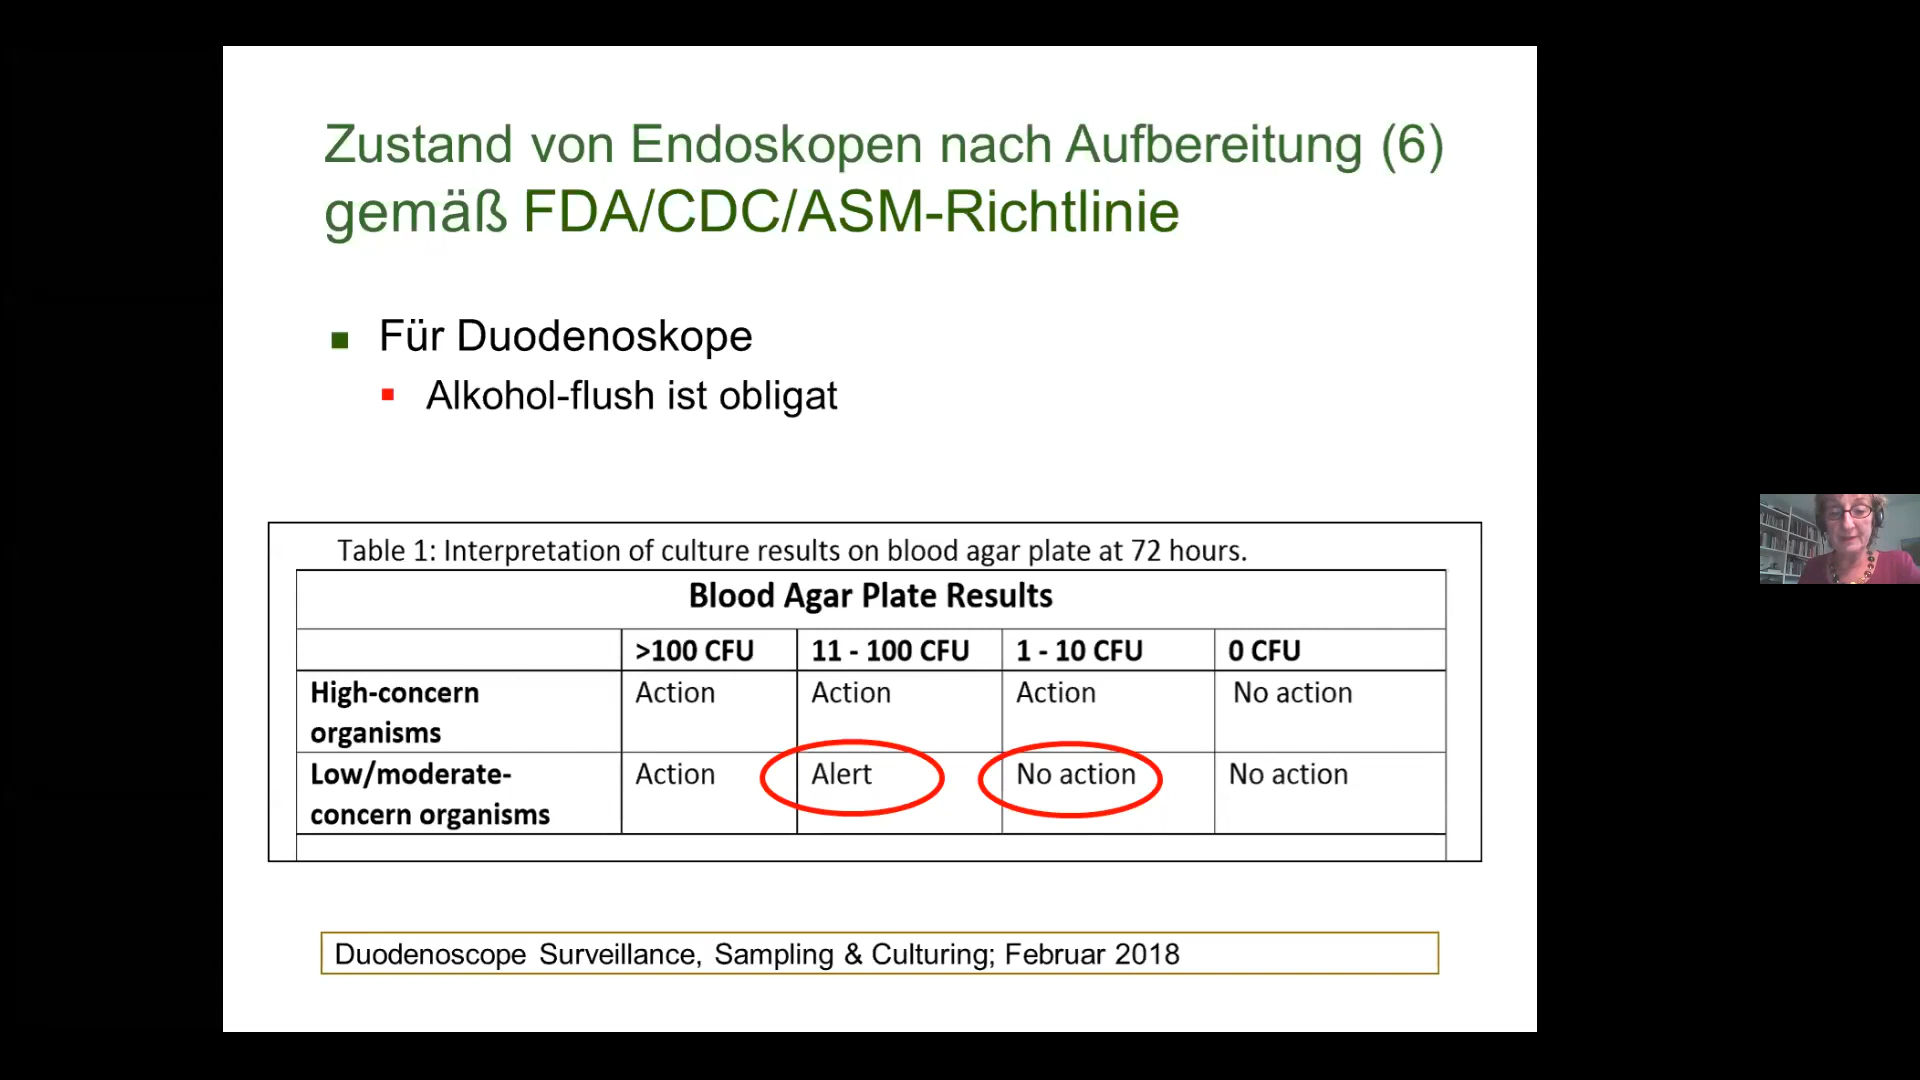 Zustand von Endoskopen nach Aufbereitung (6)
gemäß FDA/CDC/ASM-Richtlinie
Für Duodenoskope
Alkohol-flush ist obligat
Table 1: Interpretation of culture results on blood agar plate at 72 hours.
Blood Agar Plate Results
>100 CFU 11 - 100 CFU 1 - 10 CFU 0 CFU
High-concern Action Action Action No action
organisms
Low/moderate- Action Alert No action No action
concern organisms
Duodenoscope Surveillance, Sampling & Culturing; Februar 2018